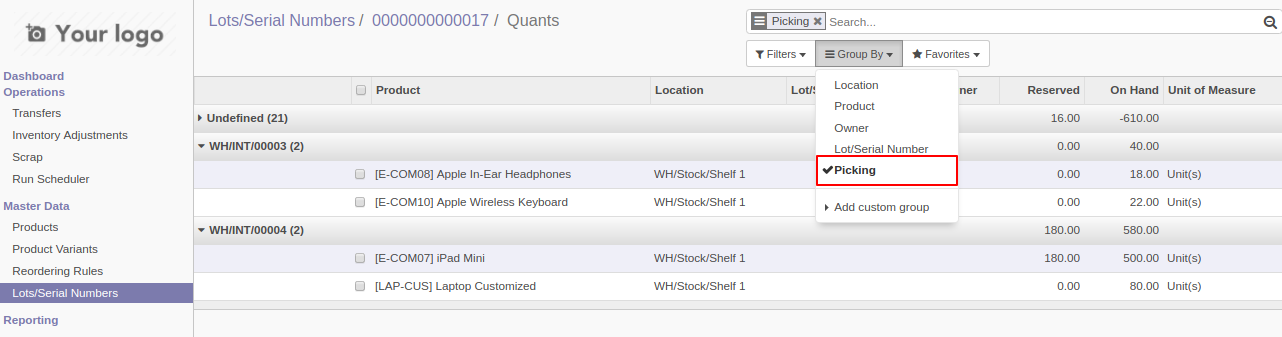 Your logo
Lots/Serial Numbers / 0000000000017 / Quants
Picking ✖ Search...
Filters Group By Favorites
Dashboard
Operations
Transfers
Inventory Adjustments
Scrap
Run Scheduler
Master Data
Products
Product Variants
Reordering Rules
Lots/Serial Numbers
Reporting
Product Location Lot/S ner Reserved On Hand Unit of Measure
Undefined (21) 16.00 -610.00
WH/INT/00003 (2) 0.00 40.00
[E-COM08] Apple In-Ear Headphones WH/Stock/Shelf 1 0.00 18.00 Unit(s)
[E-COM10] Apple Wireless Keyboard WH/Stock/Shelf 1 0.00 22.00 Unit(s)
WH/INT/00004 (2) 180.00 580.00
[E-COM07] iPad Mini WH/Stock/Shelf 1 180.00 500.00 Unit(s)
[LAP-CUS] Laptop Customized WH/Stock/Shelf 1 0.00 80.00 Unit(s)
Location
Product
Owner
Lot/Serial Number
✔Picking
Add custom group